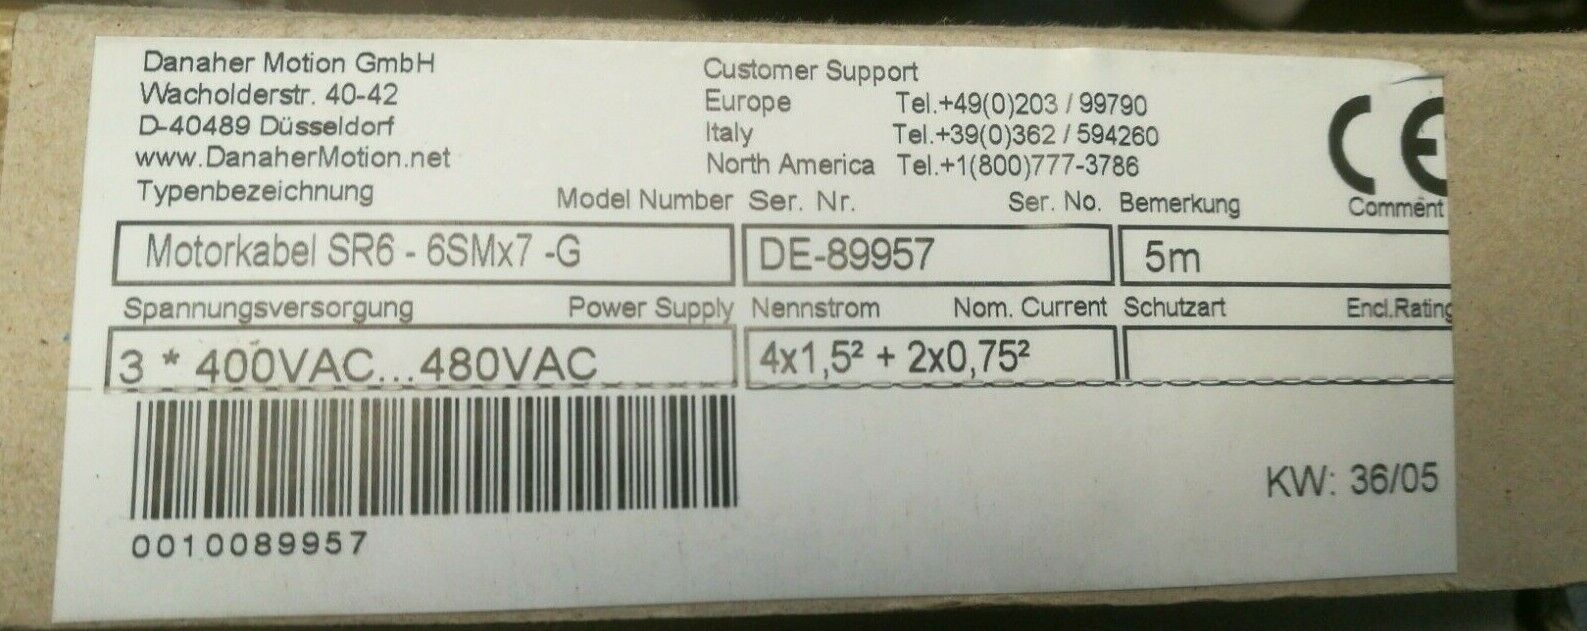 Danaher Motion GmbH
Wacholderstr. 40-42
D-40489 Düsseldorf
www.DanaherMotion.net
Customer Support
Europe Tel.+49(0)203 / 99790
Italy Tel.+39(0)362 / 594260
North America Tel.+1(800)777-3786
CE
Typenbezeichnung Model Number Ser. Nr. Ser. No. Bemerkung Comment
Motorkabel SR6 - 6SMx7 -G DE-89957 5m
Spannungsversorgung Power Supply Nennstrom Nom. Current Schutzart Encl.Rating
3 * 400VAC...480VAC 4x1,5² + 2x0,75²
0010089957
KW: 36/05